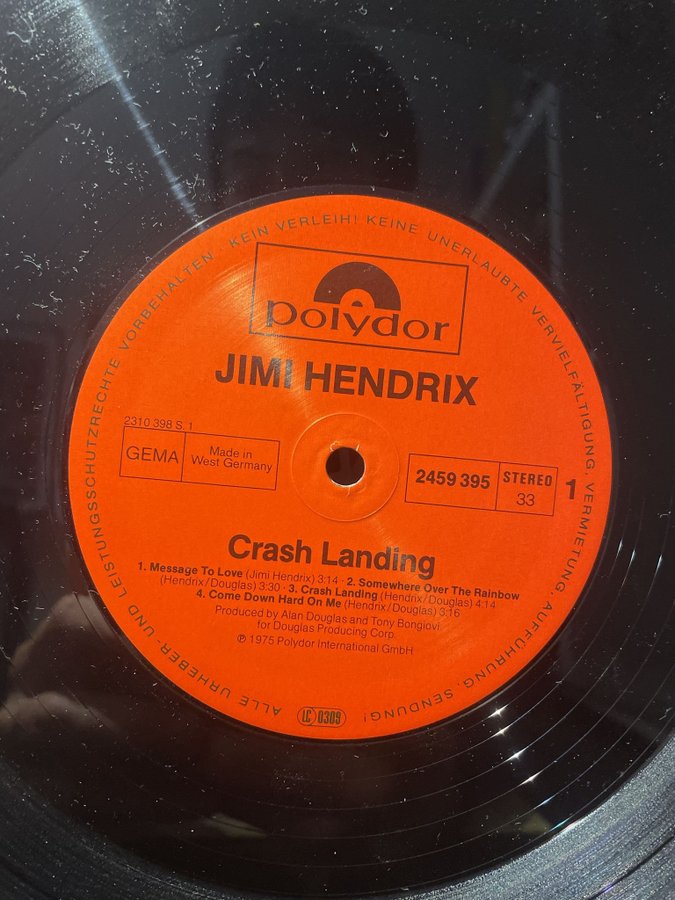 ALLE URHEBER- UND LEISTUNGSSCHUTZRECHTE VORBEHALTEN · KEIN VERLEIH! KEINE UNERLAUBTE VERVIELFÄLTIGUNG, VERMIETUNG, AUFFÜHRUNG, SENDUNG!
polydor
JIMI HENDRIX
2310 398 S. 1
GEMA
Made in
West Germany
2459 395
STEREO
33
1
Crash Landing
1. Message To Love (Jimi Hendrix) 3:14 · 2. Somewhere Over The Rainbow
(Hendrix/Douglas) 3:30 · 3. Crash Landing (Hendrix/Douglas) 4:14
4. Come Down Hard On Me (Hendrix/Douglas) 3:16
Produced by Alan Douglas and Tony Bongiovi
for Douglas Producing Corp.
℗ 1975 Polydor International GmbH
LC 0309